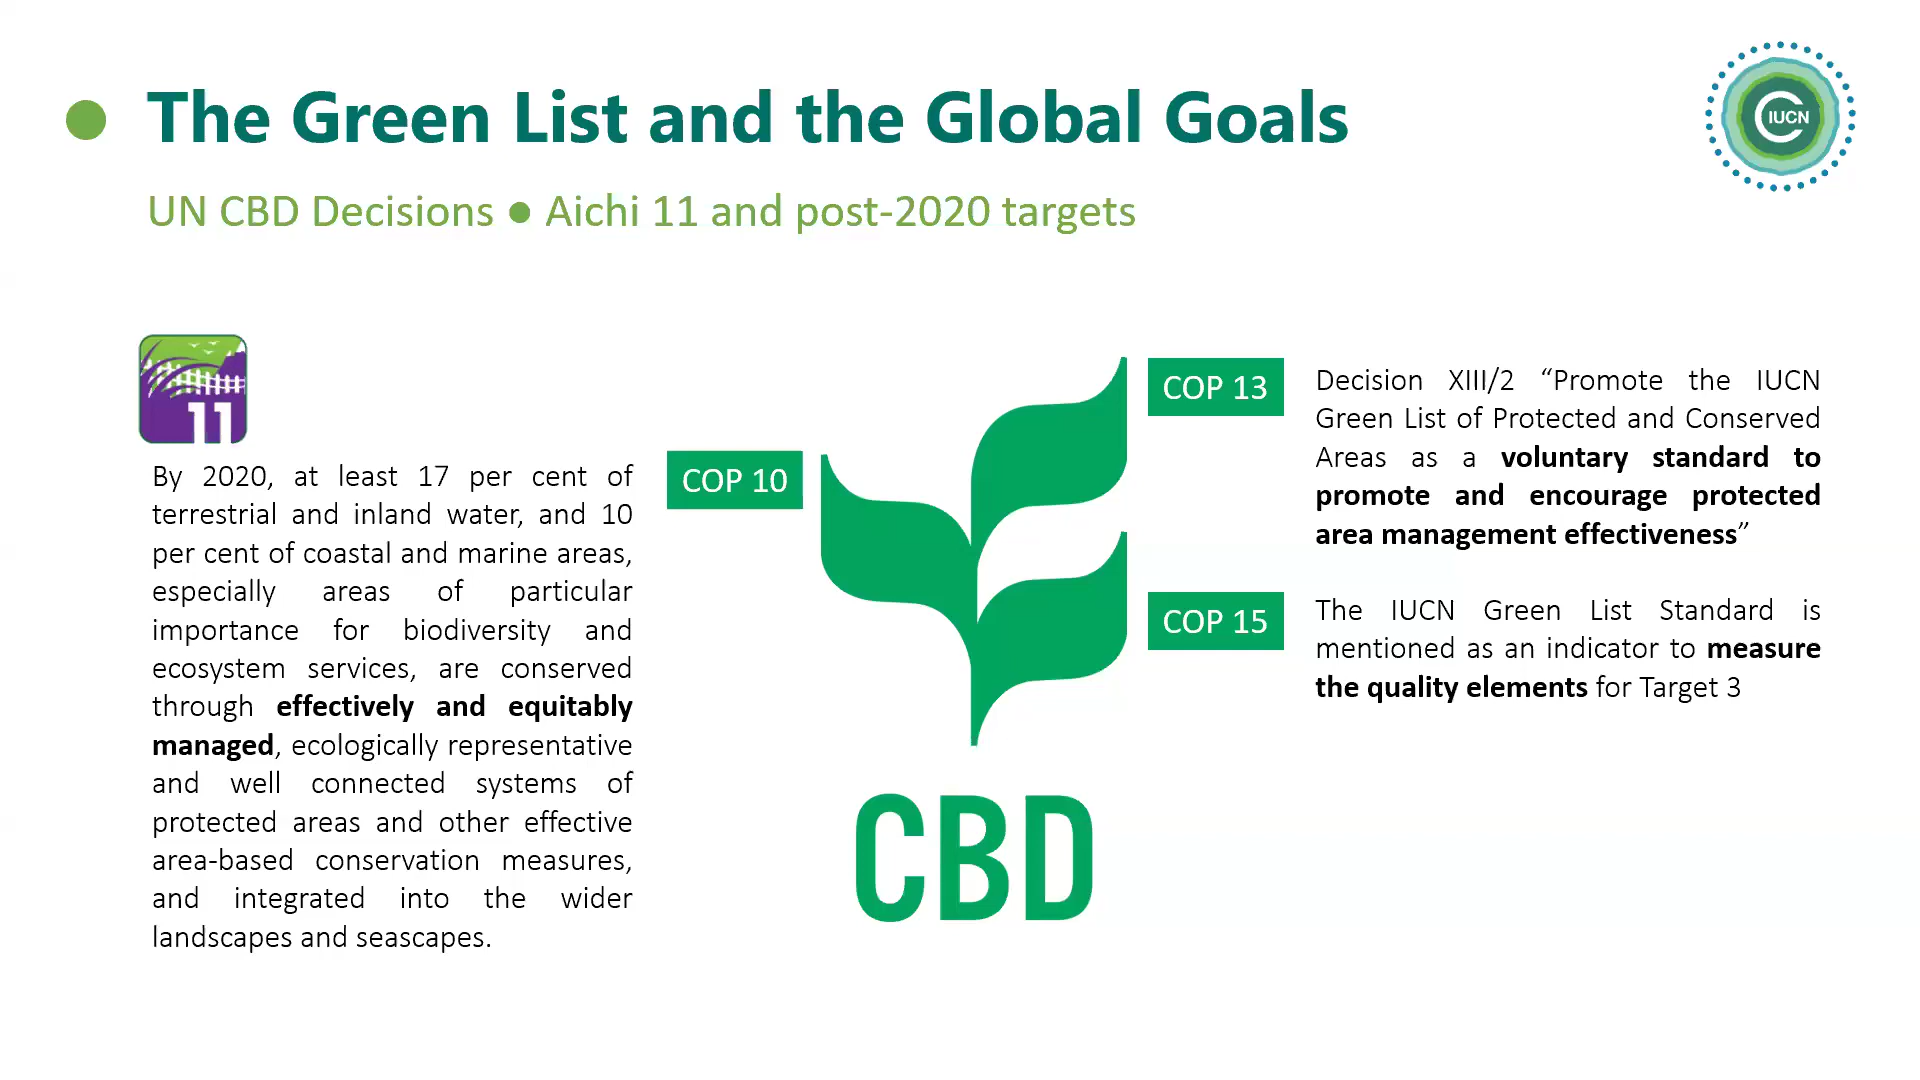 The Green List and the Global Goals
IUCN
UN CBD Decisions ● Aichi 11 and post-2020 targets
11
By 2020, at least 17 per cent of
terrestrial and inland water, and 10
per cent of coastal and marine areas,
especially areas of particular
importance for biodiversity and
ecosystem services, are conserved
through effectively and equitably
managed, ecologically representative
and well connected systems of
protected areas and other effective
area-based conservation measures,
and integrated into the wider
landscapes and seascapes.
COP 10
CBD
COP 13
Decision XIII/2 “Promote the IUCN
Green List of Protected and Conserved
Areas as a voluntary standard to
promote and encourage protected
area management effectiveness”
COP 15
The IUCN Green List Standard is
mentioned as an indicator to measure
the quality elements for Target 3